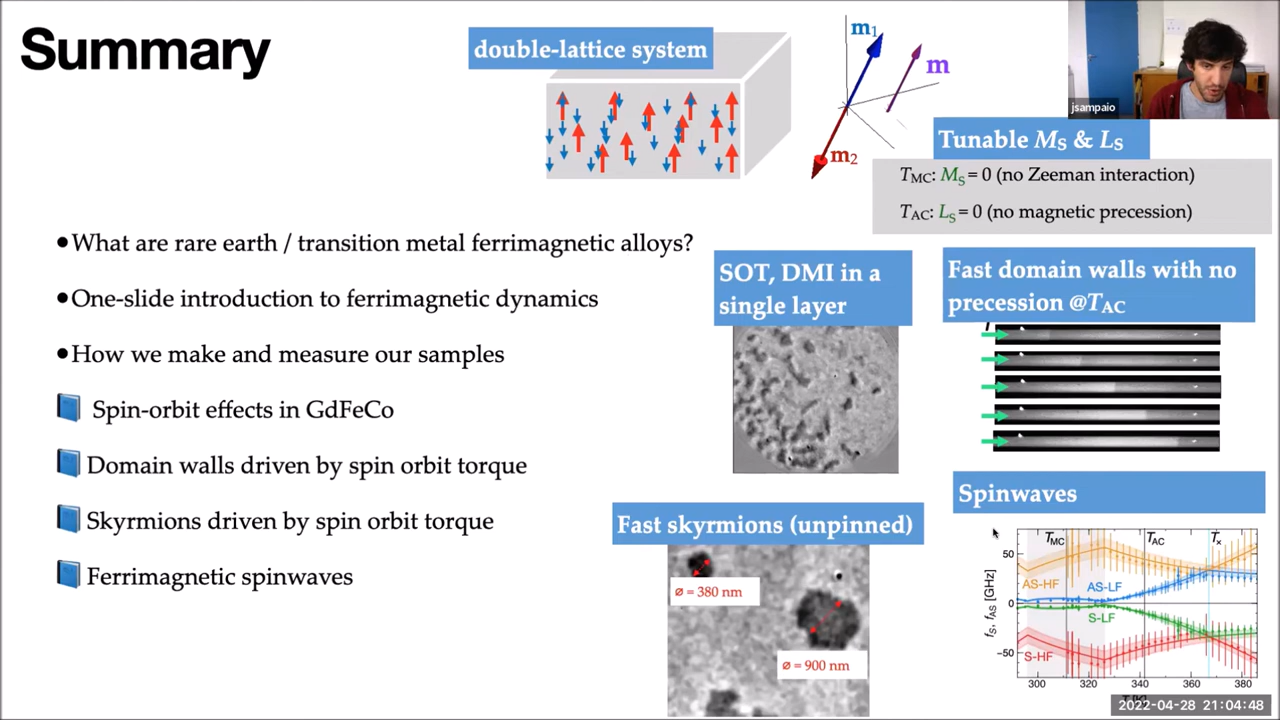 Summary
double-lattice system
m₁
m
m₂
jsampaio
Tunable Mₛ & Lₛ
T_MC: Mₛ = 0 (no Zeeman interaction)
T_AC: Lₛ = 0 (no magnetic precession)
•What are rare earth / transition metal ferrimagnetic alloys?
•One-slide introduction to ferrimagnetic dynamics
•How we make and measure our samples
Spin-orbit effects in GdFeCo
Domain walls driven by spin orbit torque
Skyrmions driven by spin orbit torque
Ferrimagnetic spinwaves
SOT, DMI in a
single layer
Fast domain walls with no
precession @T_AC
Fast skyrmions (unpinned)
⌀ = 380 nm
⌀ = 900 nm
Spinwaves
T_MC
T_AC
T_×
AS-HF
AS-LF
S-LF
S-HF
f_S, f_AS [GHz]
50
0
−50
300
320
340
360
380
2022-04-28 21:04:48